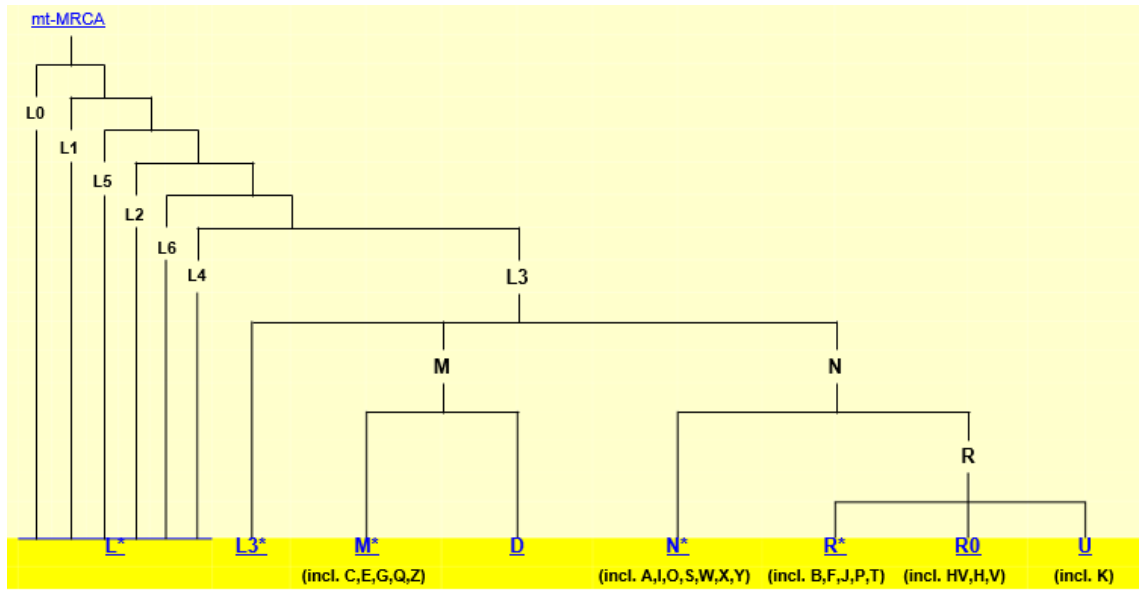 mt-MRCA
L0
L1
L5
L2
L6
L4
L3
M
N
R
L* L3* M* D N* R* R0 U
(incl. C,E,G,Q,Z) (incl. A,I,O,S,W,X,Y) (incl. B,F,J,P,T) (incl. HV,H,V) (incl. K)